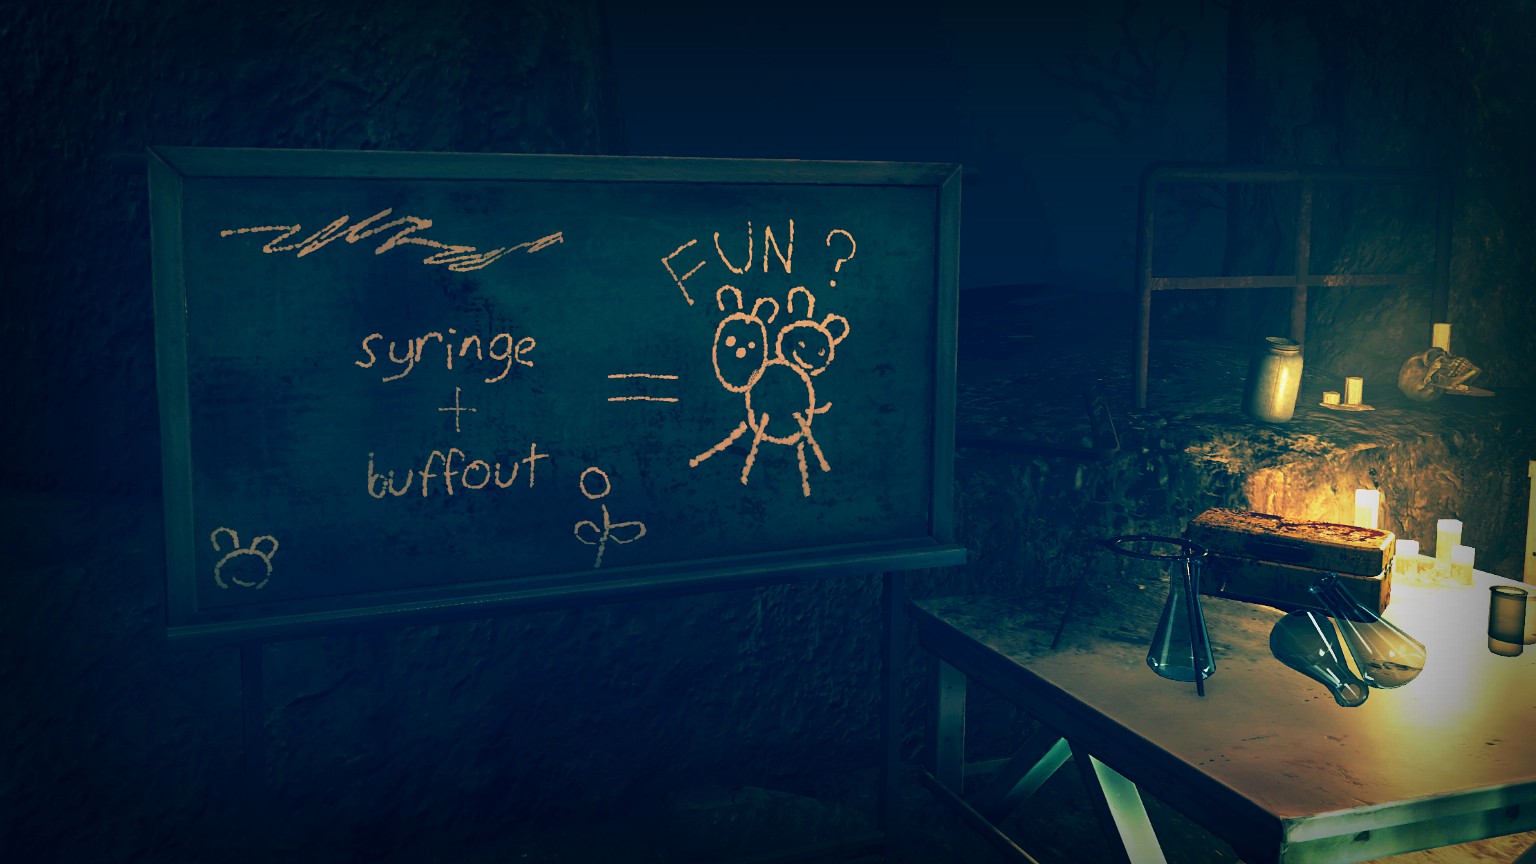 FUN ?
syringe
+
=
buffout